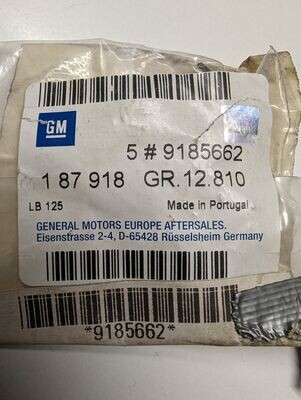 GM
5 # 9185662
1 87 918 GR.12.810
LB 125 Made in Portugal
GENERAL MOTORS EUROPE AFTERSALES.
Eisenstrasse 2-4, D-65428 Rüsselsheim Germany
*9185662*